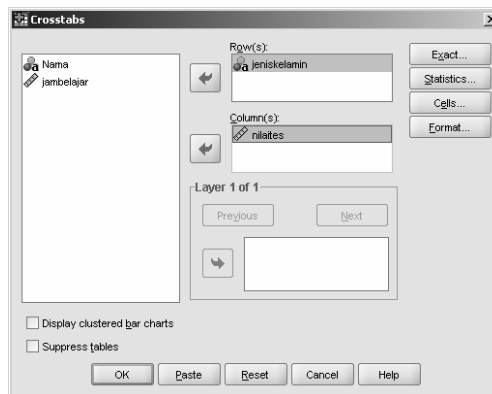 Crosstabs
Nama
jambelajar
Row(s):
jeniskelamin
Column(s):
nilaites
Layer 1 of 1
Previous
Next
Exact...
Statistics...
Cells...
Format...
Display clustered bar charts
Suppress tables
OK
Paste
Reset
Cancel
Help